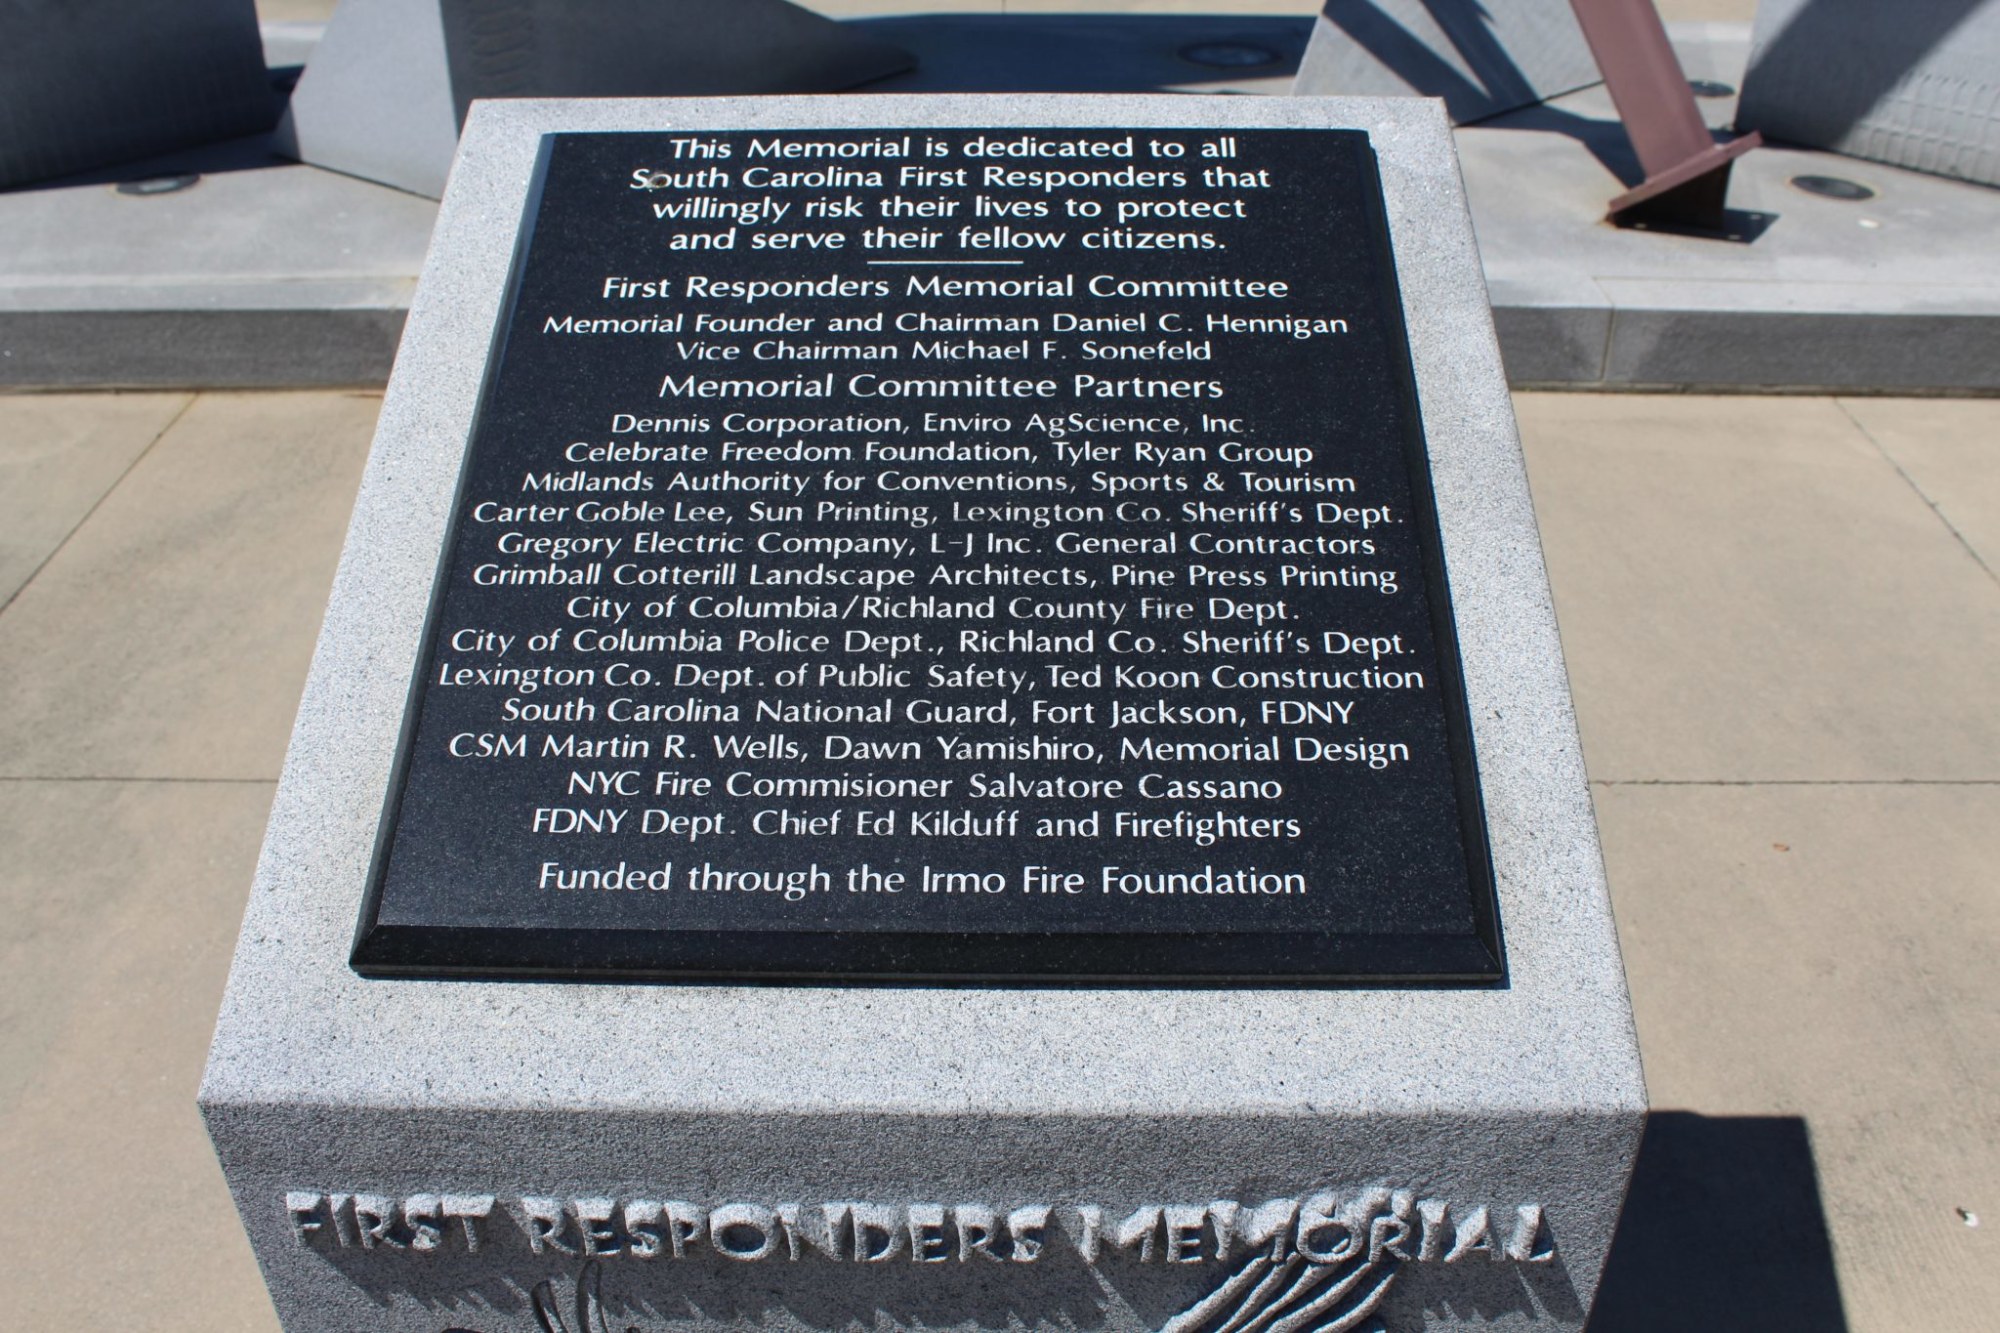 This Memorial is dedicated to all
South Carolina First Responders that
willingly risk their lives to protect
and serve their fellow citizens.
First Responders Memorial Committee
Memorial Founder and Chairman Daniel C. Hennigan
Vice Chairman Michael F. Sonefeld
Memorial Committee Partners
Dennis Corporation, Enviro AgScience, Inc.
Celebrate Freedom Foundation, Tyler Ryan Group
Midlands Authority for Conventions, Sports & Tourism
Carter Goble Lee, Sun Printing, Lexington Co. Sheriff's Dept.
Gregory Electric Company, L-J Inc. General Contractors
Grimball Cotterill Landscape Architects, Pine Press Printing
City of Columbia/Richland County Fire Dept.
City of Columbia Police Dept., Richland Co. Sheriff's Dept.
Lexington Co. Dept. of Public Safety, Ted Koon Construction
South Carolina National Guard, Fort Jackson, FDNY
CSM Martin R. Wells, Dawn Yamishiro, Memorial Design
NYC Fire Commisioner Salvatore Cassano
FDNY Dept. Chief Ed Kilduff and Firefighters
Funded through the Irmo Fire Foundation
FIRST RESPONDERS MEMORIAL